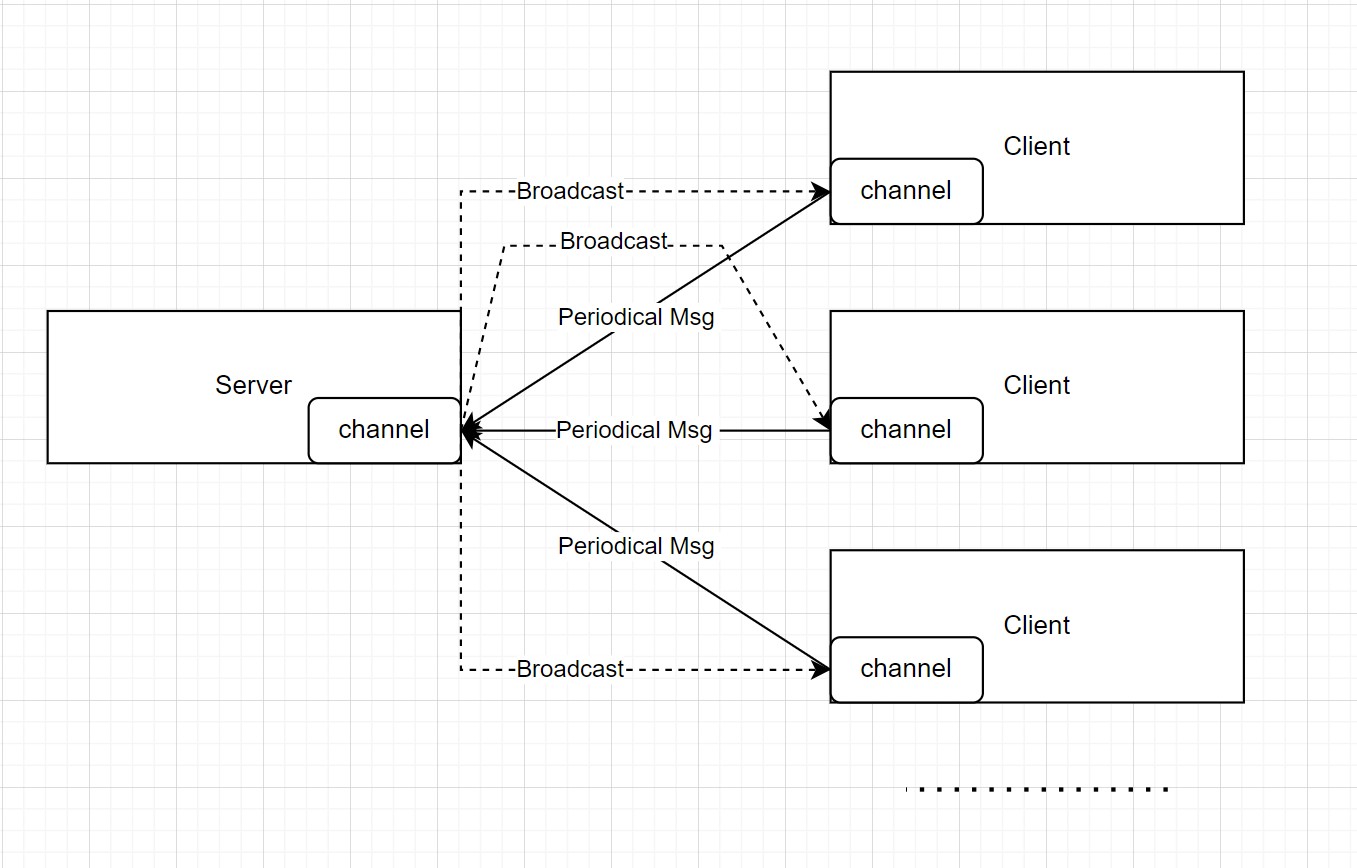 Client
Broadcast
channel
Broadcast
Periodical Msg
Server
Client
channel
Periodical Msg
channel
Periodical Msg
Client
Broadcast
channel